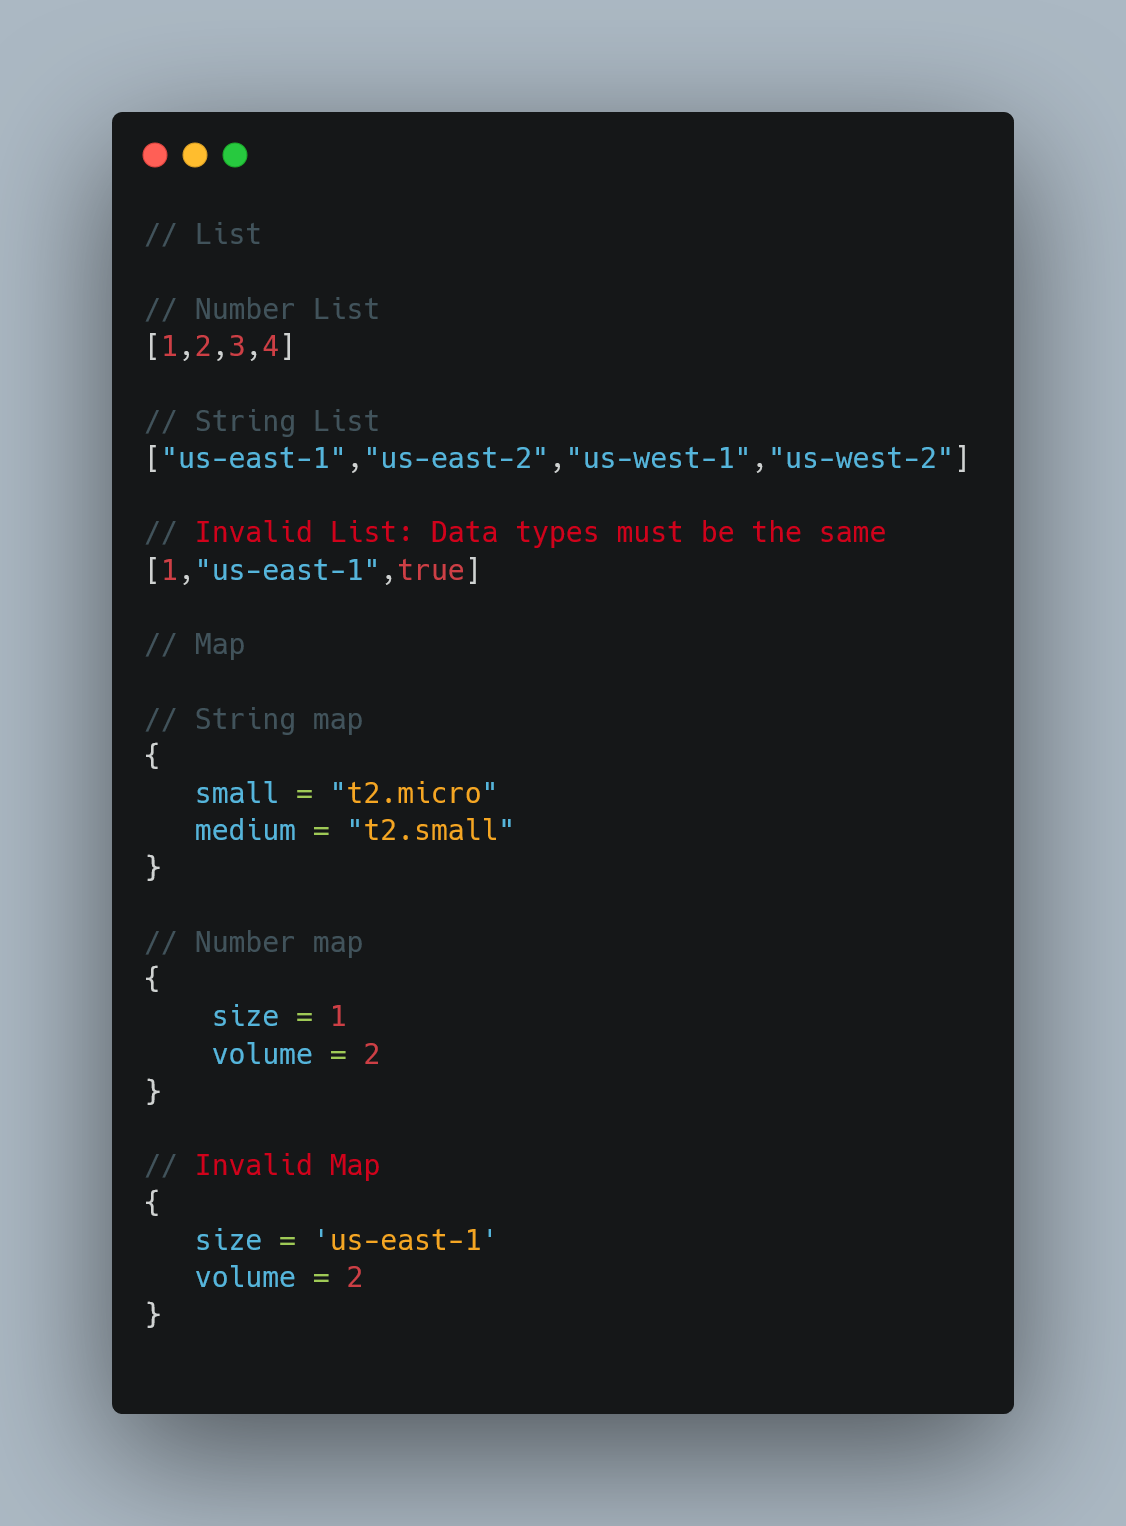 // List
// Number List
[1,2,3,4]
// String List
["us-east-1","us-east-2","us-west-1","us-west-2"]
// Invalid List: Data types must be the same
[1,"us-east-1",true]
// Map
// String map
{
   small = "t2.micro"
   medium = "t2.small"
}
// Number map
{
    size = 1
    volume = 2
}
// Invalid Map
{
   size = 'us-east-1'
   volume = 2
}